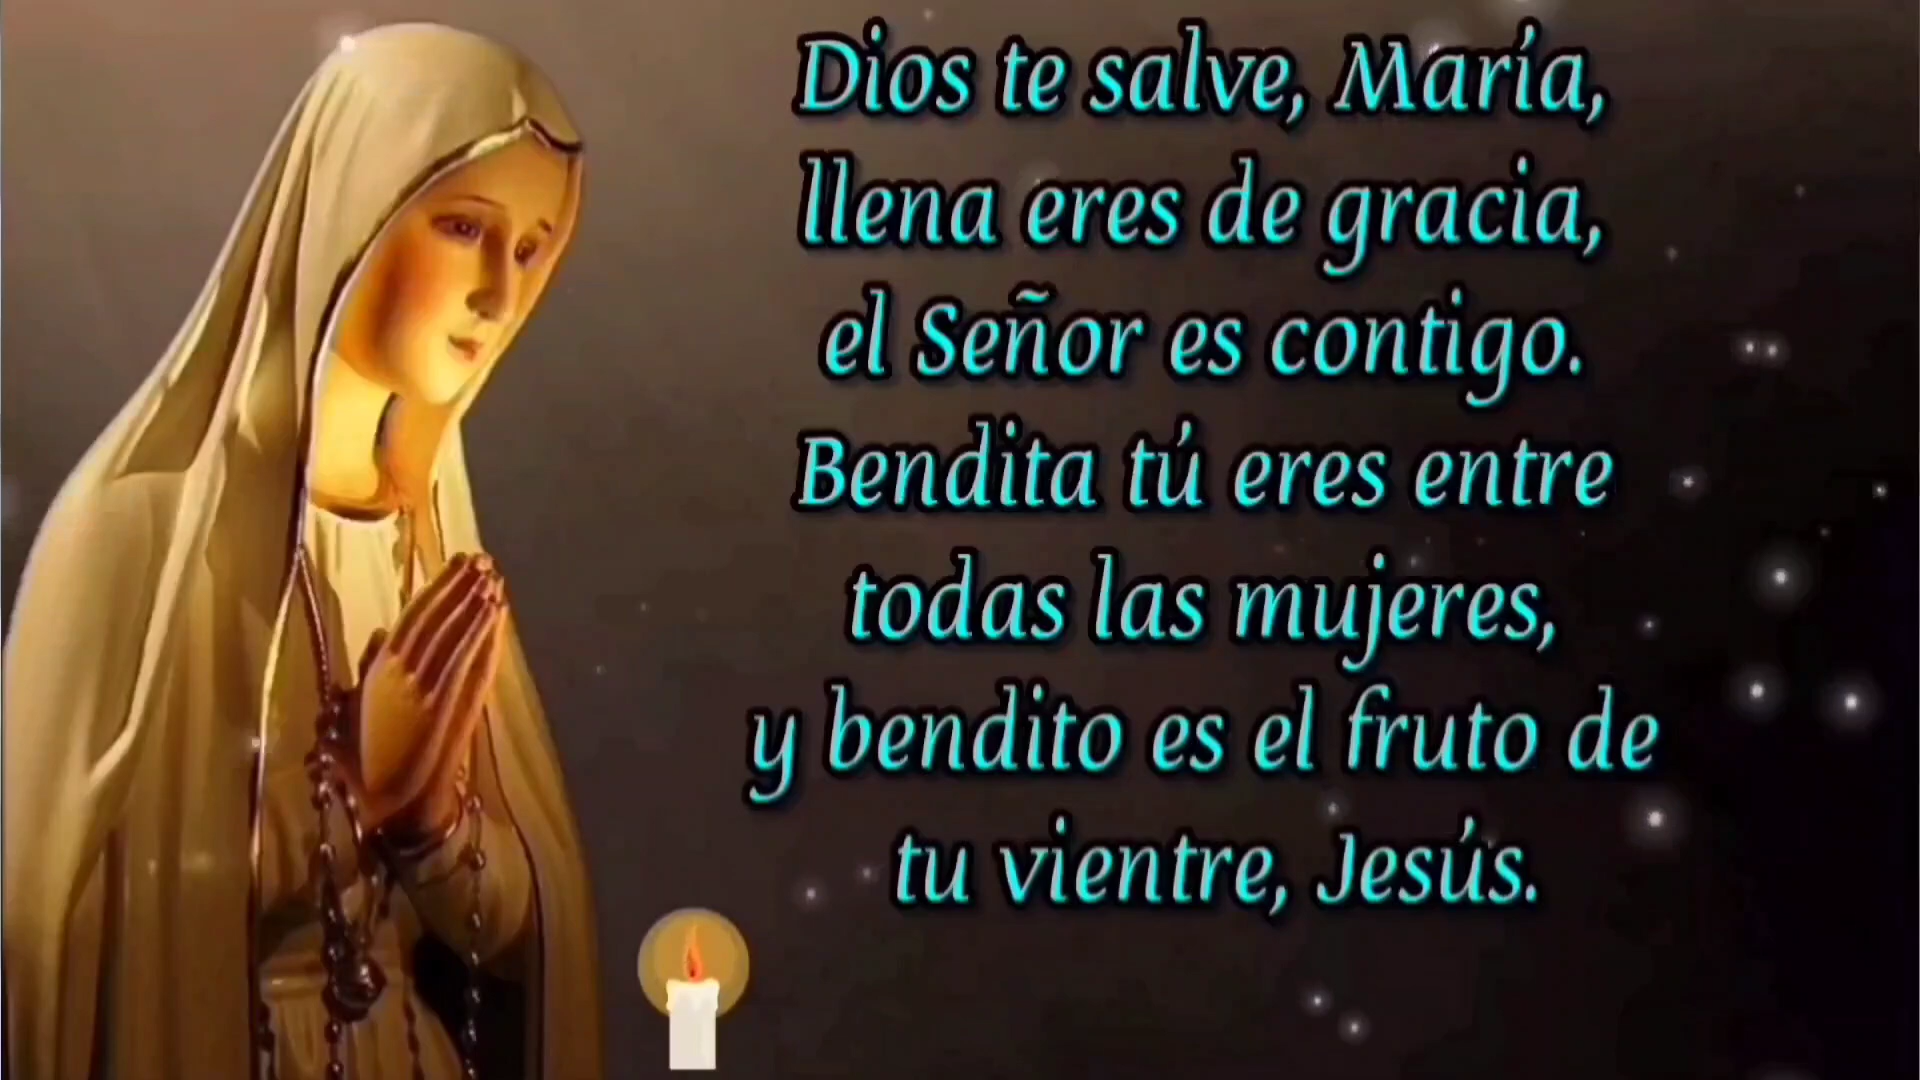 Dios te salve, María,
llena eres de gracia,
el Señor es contigo.
Bendita tú eres entre
todas las mujeres,
y bendito es el fruto de
tu vientre, Jesús.